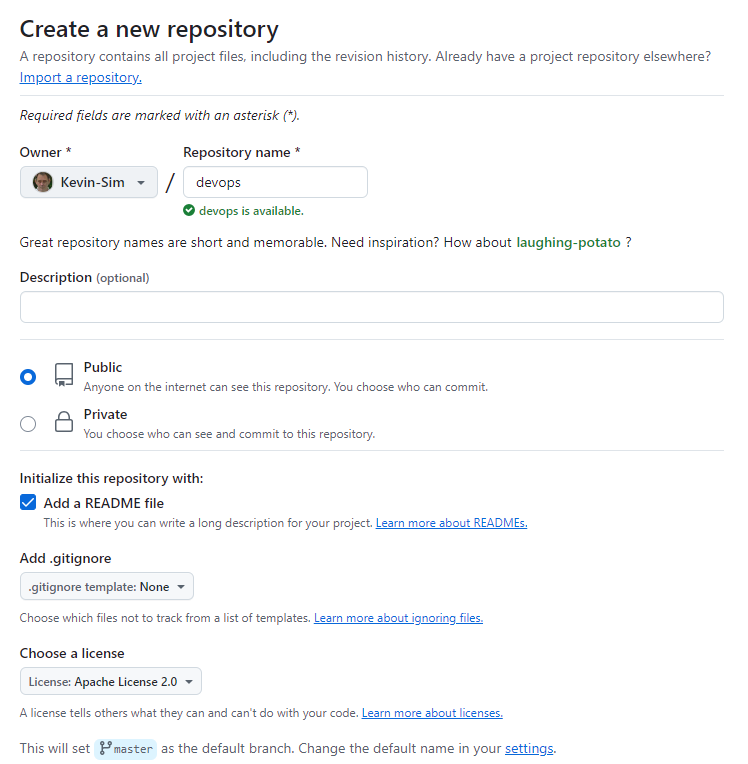 Create a new repository
A repository contains all project files, including the revision history. Already have a project repository elsewhere?
Import a repository.
Required fields are marked with an asterisk (*).
Owner * Repository name *
Kevin-Sim / devops
devops is available.
Great repository names are short and memorable. Need inspiration? How about laughing-potato ?
Description (optional)
Public
Anyone on the internet can see this repository. You choose who can commit.
Private
You choose who can see and commit to this repository.
Initialize this repository with:
Add a README file
This is where you can write a long description for your project. Learn more about READMEs.
Add .gitignore
.gitignore template: None
Choose which files not to track from a list of templates. Learn more about ignoring files.
Choose a license
License: Apache License 2.0
A license tells others what they can and can't do with your code. Learn more about licenses.
This will set master as the default branch. Change the default name in your settings.